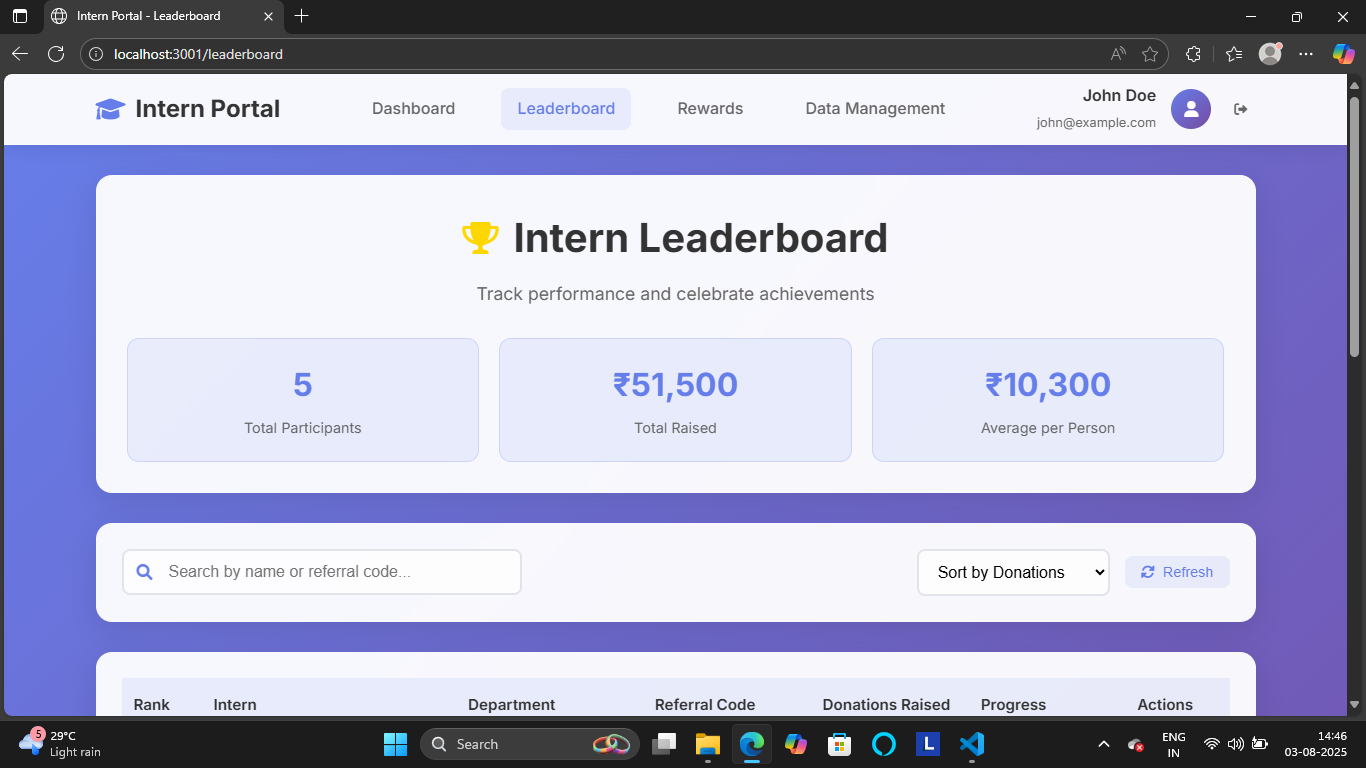 Intern Portal - Leaderboard
localhost:3001/leaderboard
Intern Portal
Dashboard
Leaderboard
Rewards
Data Management
John Doe
john@example.com
Intern Leaderboard
Track performance and celebrate achievements
5
Total Participants
₹51,500
Total Raised
₹10,300
Average per Person
Search by name or referral code...
Sort by Donations
Refresh
Rank Intern Department Referral Code Donations Raised Progress Actions
5
29°C
Light rain
Search
L
ENG
IN
14:46
03-08-2025